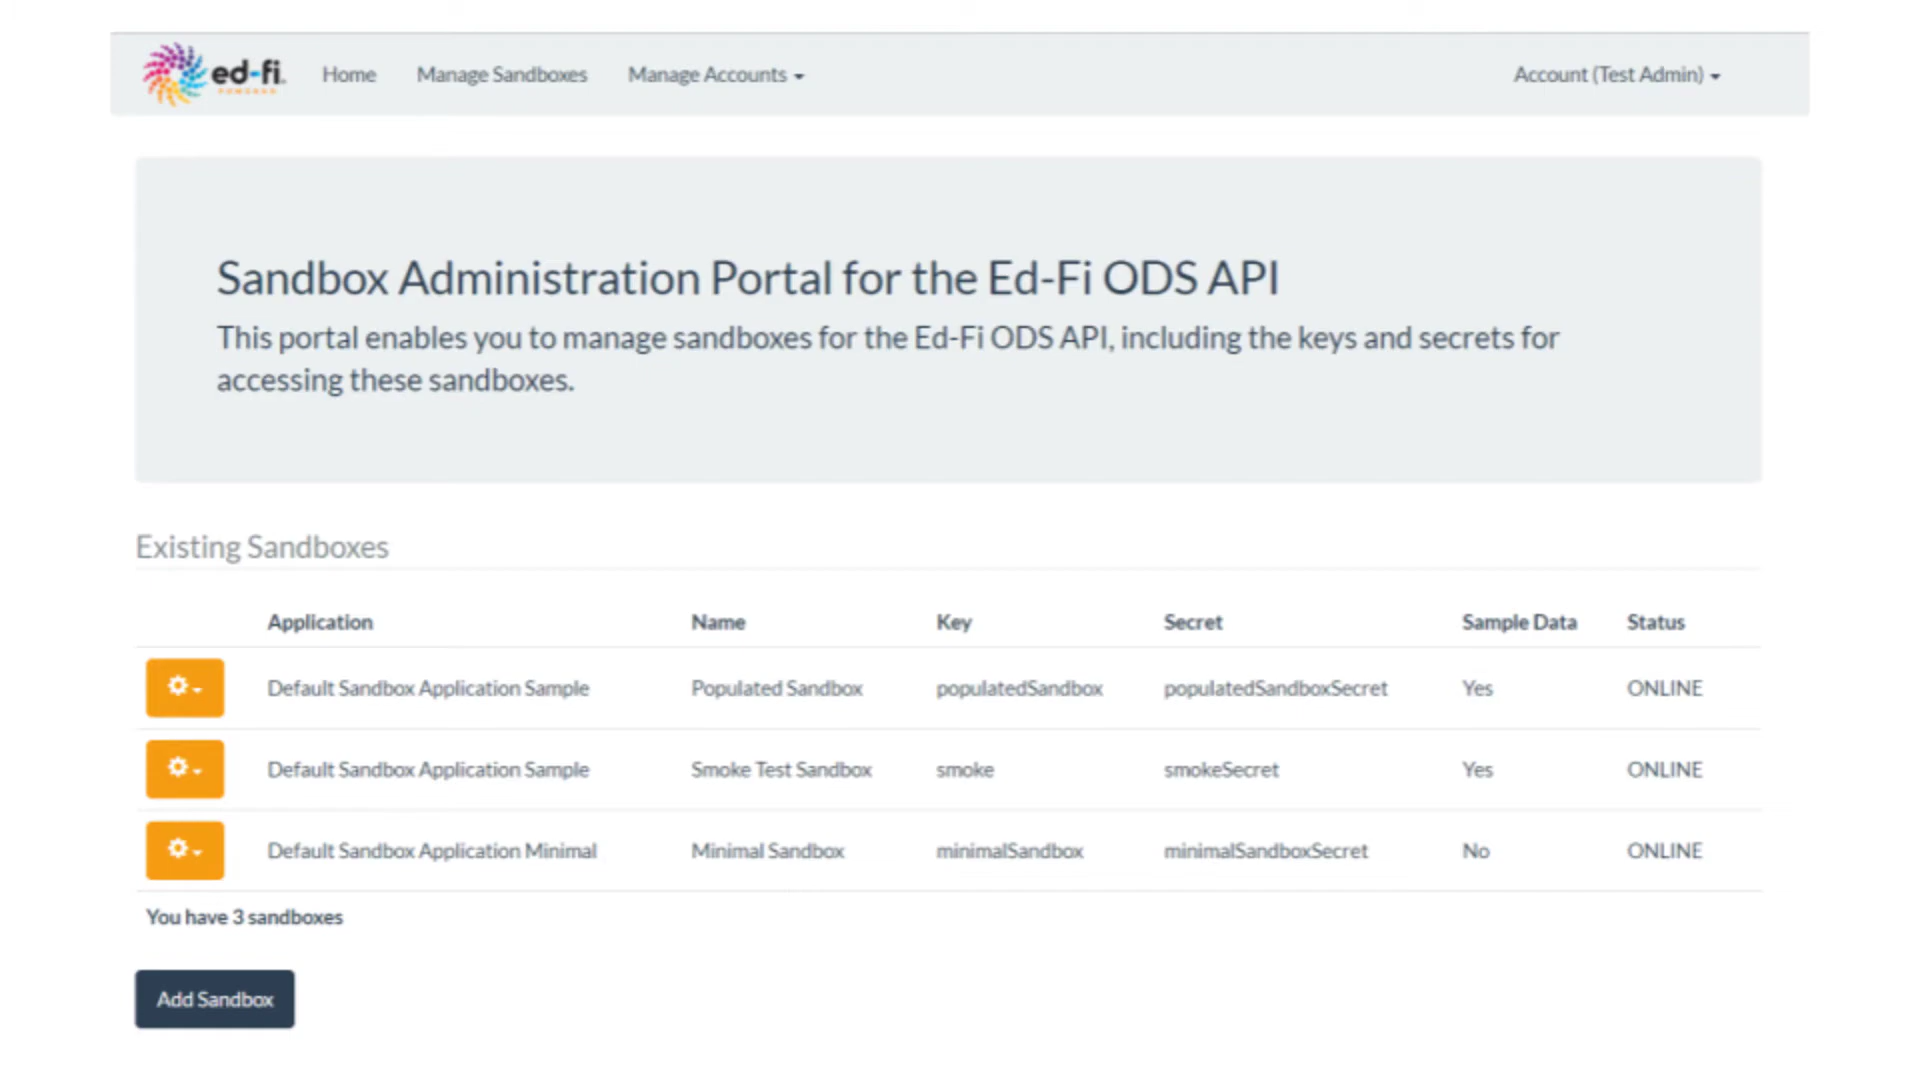 ed-fi Home Manage Sandboxes Manage Accounts Account (Test Admin)
POWERED
Sandbox Administration Portal for the Ed-Fi ODS API
This portal enables you to manage sandboxes for the Ed-Fi ODS API, including the keys and secrets for
accessing these sandboxes.
Existing Sandboxes
Application Name Key Secret Sample Data Status
Default Sandbox Application Sample Populated Sandbox populatedSandbox populatedSandboxSecret Yes ONLINE
Default Sandbox Application Sample Smoke Test Sandbox smoke smokeSecret Yes ONLINE
Default Sandbox Application Minimal Minimal Sandbox minimalSandbox minimalSandboxSecret No ONLINE
You have 3 sandboxes
Add Sandbox